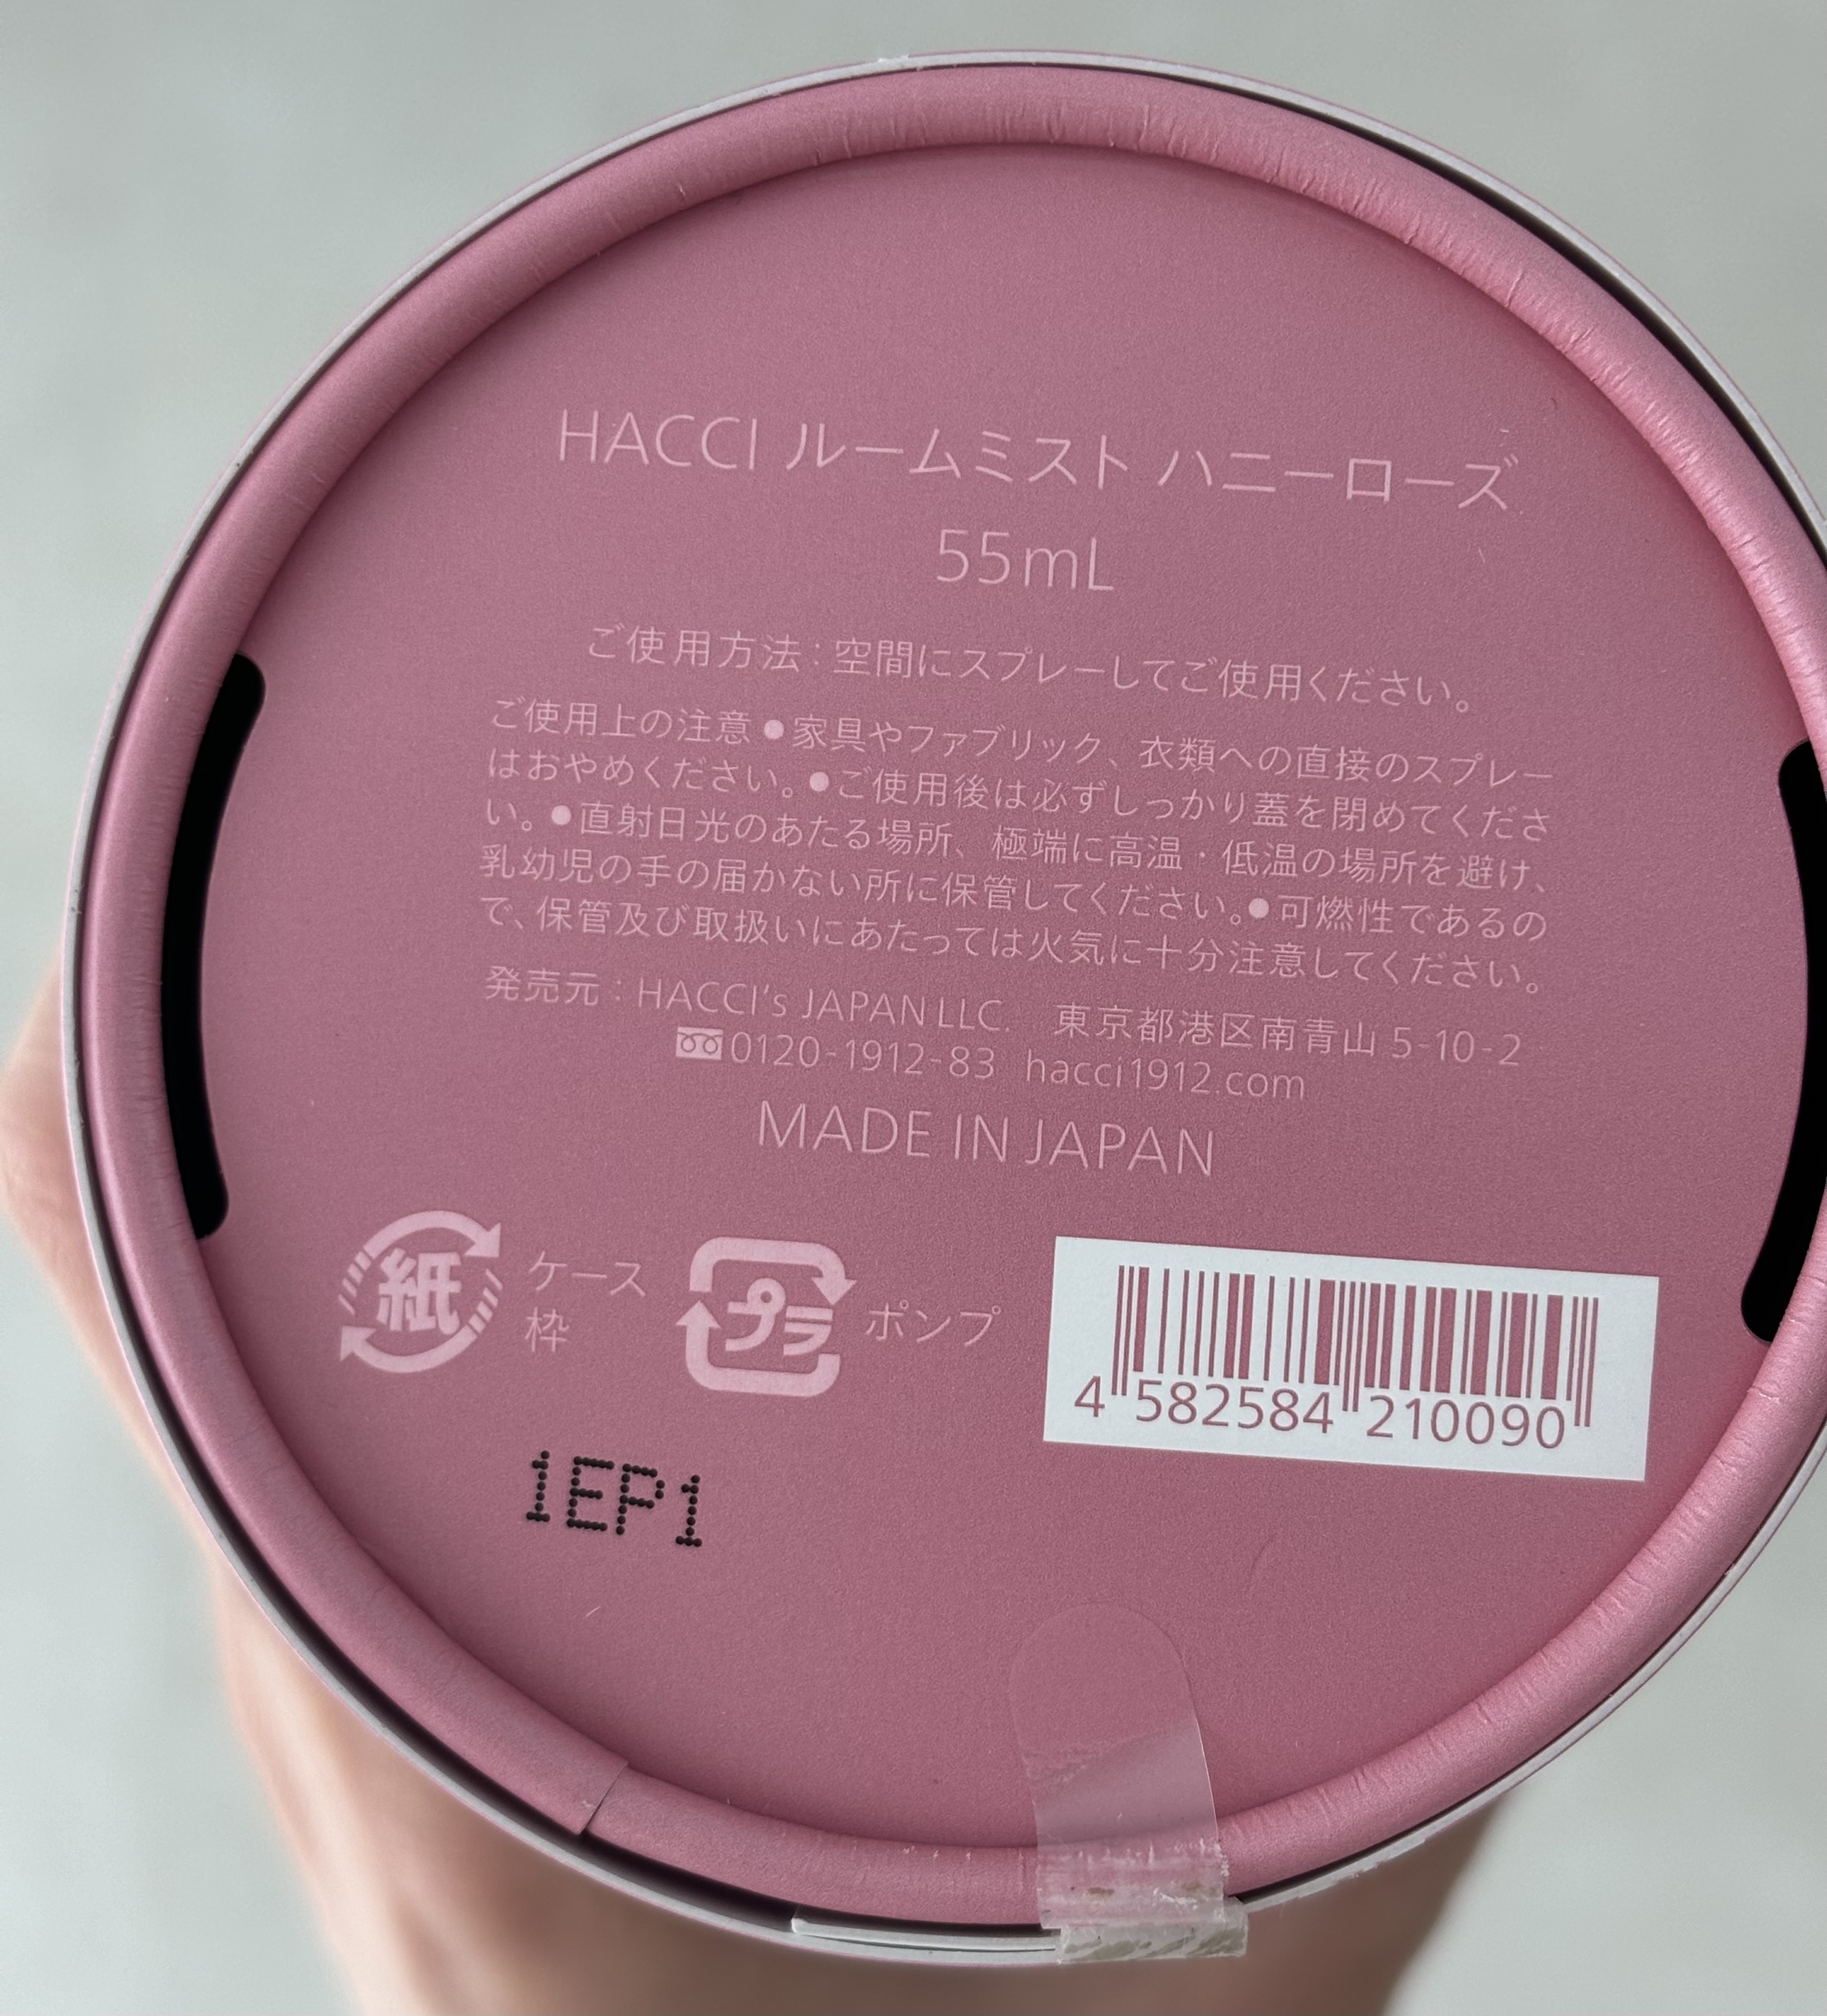 HACCI ルームミスト ハニーローズ
55mL
ご使用方法：空間にスプレーしてご使用ください。
ご使用上の注意●家具やファブリック、衣類への直接のスプレー
はおやめください。●ご使用後は必ずしっかり蓋を閉めてくださ
い。●直射日光のあたる場所、極端に高温・低温の場所を避け、
乳幼児の手の届かない所に保管してください。●可燃性であるの
で、保管及び取扱いにあたっては火気に十分注意してください。
発売元：HACCI's JAPAN LLC. 東京都港区南青山 5-10-2
0120-1912-83 hacci1912.com
MADE IN JAPAN
紙 ケース
枠
プラ ポンプ
4 582584 210090
1EP1